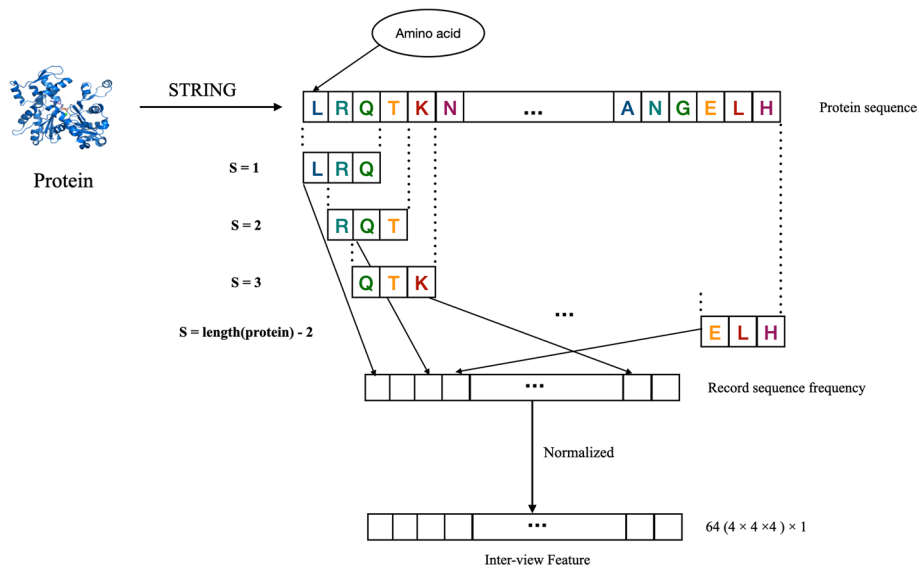 Amino acid
STRING
L R Q T K N ... A N G E L H
Protein sequence
Protein
S = 1
L R Q
S = 2
R Q T
S = 3
Q T K
...
S = length(protein) - 2
E L H
...
Record sequence frequency
Normalized
...
64 (4 × 4 ×4 ) × 1
Inter-view Feature